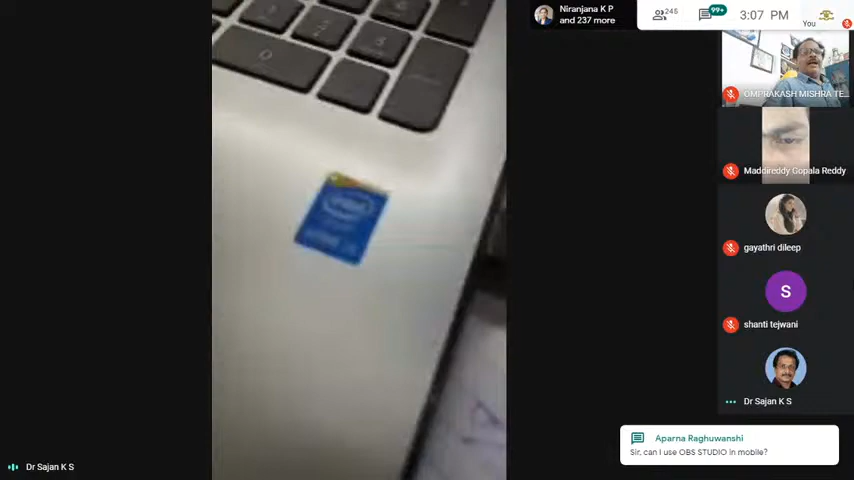 Niranjana K P
and 237 more
245
99+
3:07 PM
You
OMPRAKASH MISHRA TE...
Maddireddy Gopala Reddy
gayathri dileep
S
shanti tejwani
Dr Sajan K S
Aparna Raghuwanshi
Sir, can I use OBS STUDIO in mobile?
Dr Sajan K S
intel